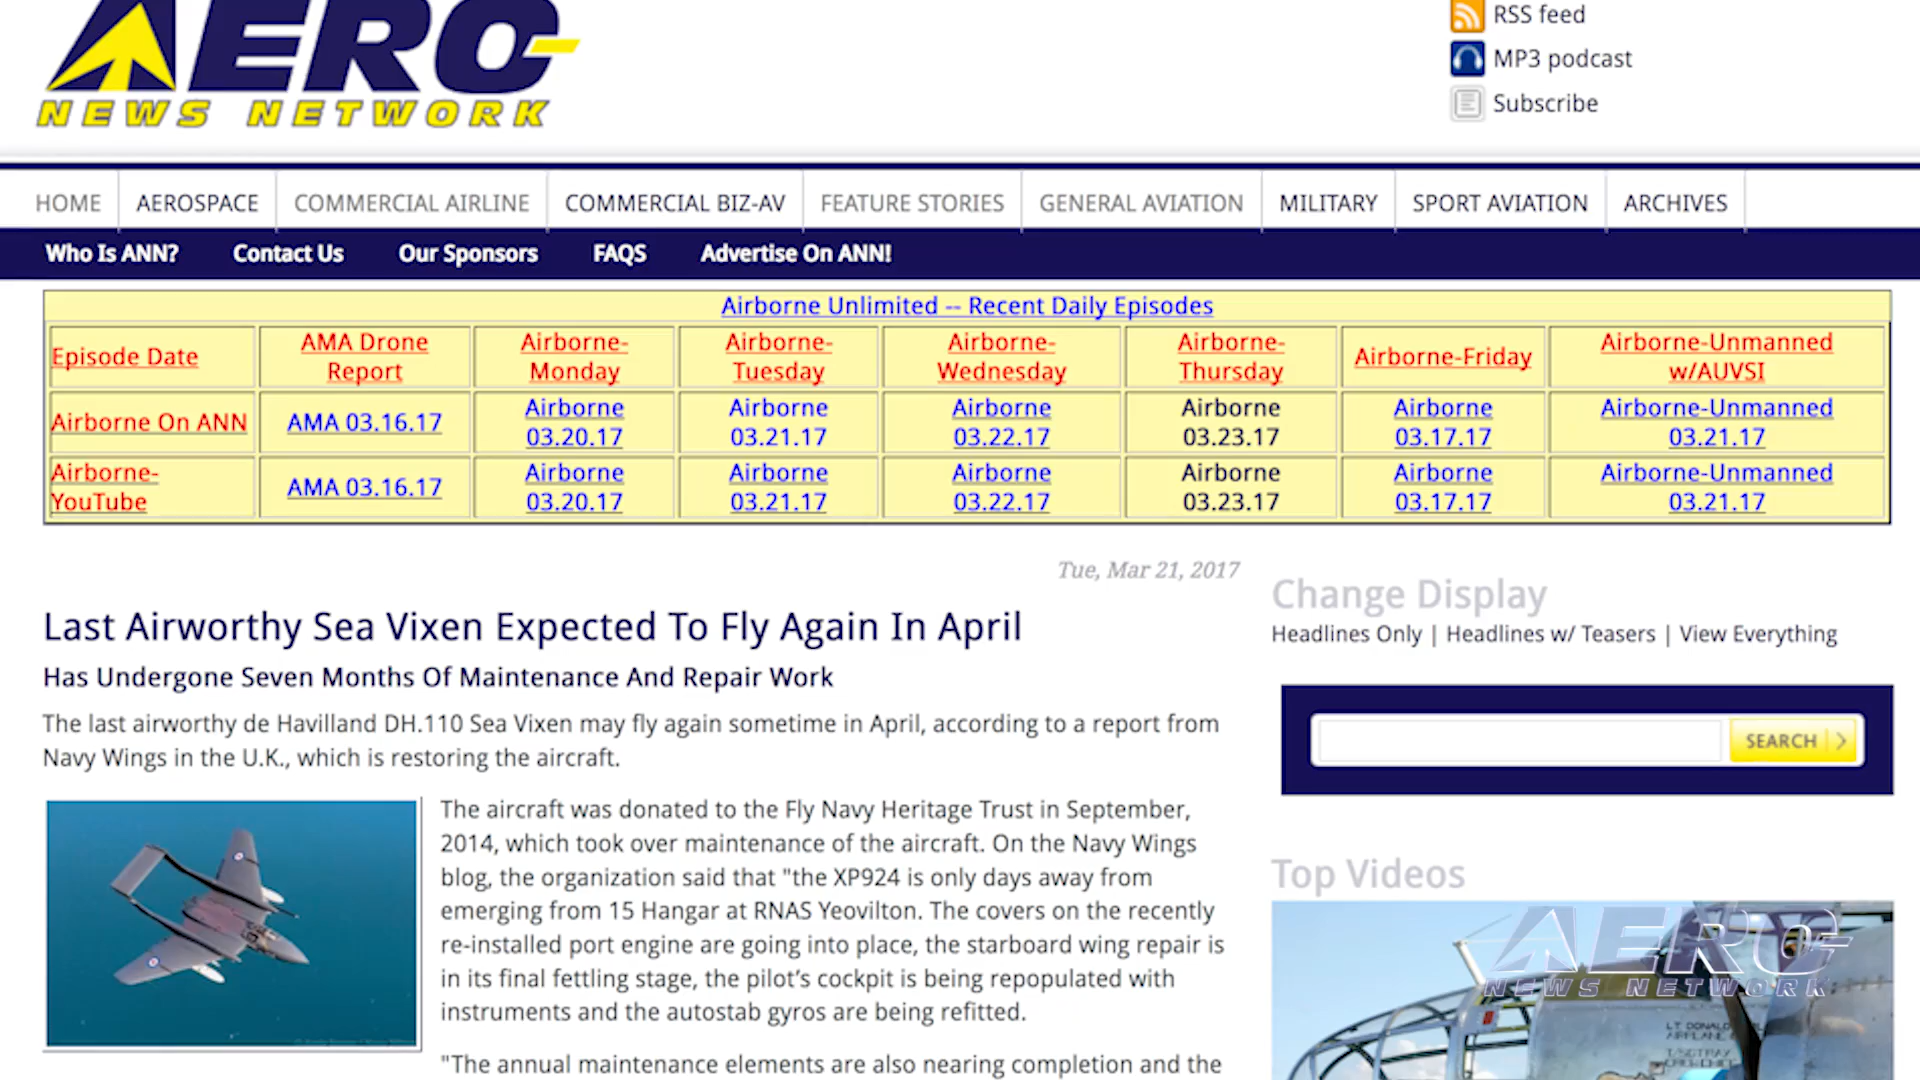 AERO
NEWS NETWORK
RSS feed
MP3 podcast
Subscribe
HOME AEROSPACE COMMERCIAL AIRLINE COMMERCIAL BIZ-AV FEATURE STORIES GENERAL AVIATION MILITARY SPORT AVIATION ARCHIVES
Who Is ANN? Contact Us Our Sponsors FAQS Advertise On ANN!
Airborne Unlimited -- Recent Daily Episodes
Episode Date
AMA Drone
Report
Airborne-
Monday
Airborne-
Tuesday
Airborne-
Wednesday
Airborne-
Thursday
Airborne-Friday
Airborne-Unmanned
w/AUVSI
Airborne On ANN
AMA 03.16.17
Airborne
03.20.17
Airborne
03.21.17
Airborne
03.22.17
Airborne
03.23.17
Airborne
03.17.17
Airborne-Unmanned
03.21.17
Airborne-
YouTube
AMA 03.16.17
Airborne
03.20.17
Airborne
03.21.17
Airborne
03.22.17
Airborne
03.23.17
Airborne
03.17.17
Airborne-Unmanned
03.21.17
Tue, Mar 21, 2017
Last Airworthy Sea Vixen Expected To Fly Again In April
Has Undergone Seven Months Of Maintenance And Repair Work
The last airworthy de Havilland DH.110 Sea Vixen may fly again sometime in April, according to a report from
Navy Wings in the U.K., which is restoring the aircraft.
The aircraft was donated to the Fly Navy Heritage Trust in September,
2014, which took over maintenance of the aircraft. On the Navy Wings
blog, the organization said that "the XP924 is only days away from
emerging from 15 Hangar at RNAS Yeovilton. The covers on the recently
re-installed port engine are going into place, the starboard wing repair is
in its final fettling stage, the pilot’s cockpit is being repopulated with
instruments and the autostab gyros are being refitted.
"The annual maintenance elements are also nearing completion and the
Change Display
Headlines Only | Headlines w/ Teasers | View Everything
SEARCH
Top Videos
AERO
NEWS NETWORK
LT DONALD
AIRPLANE
T/SGT RAY
CREW CHIEF